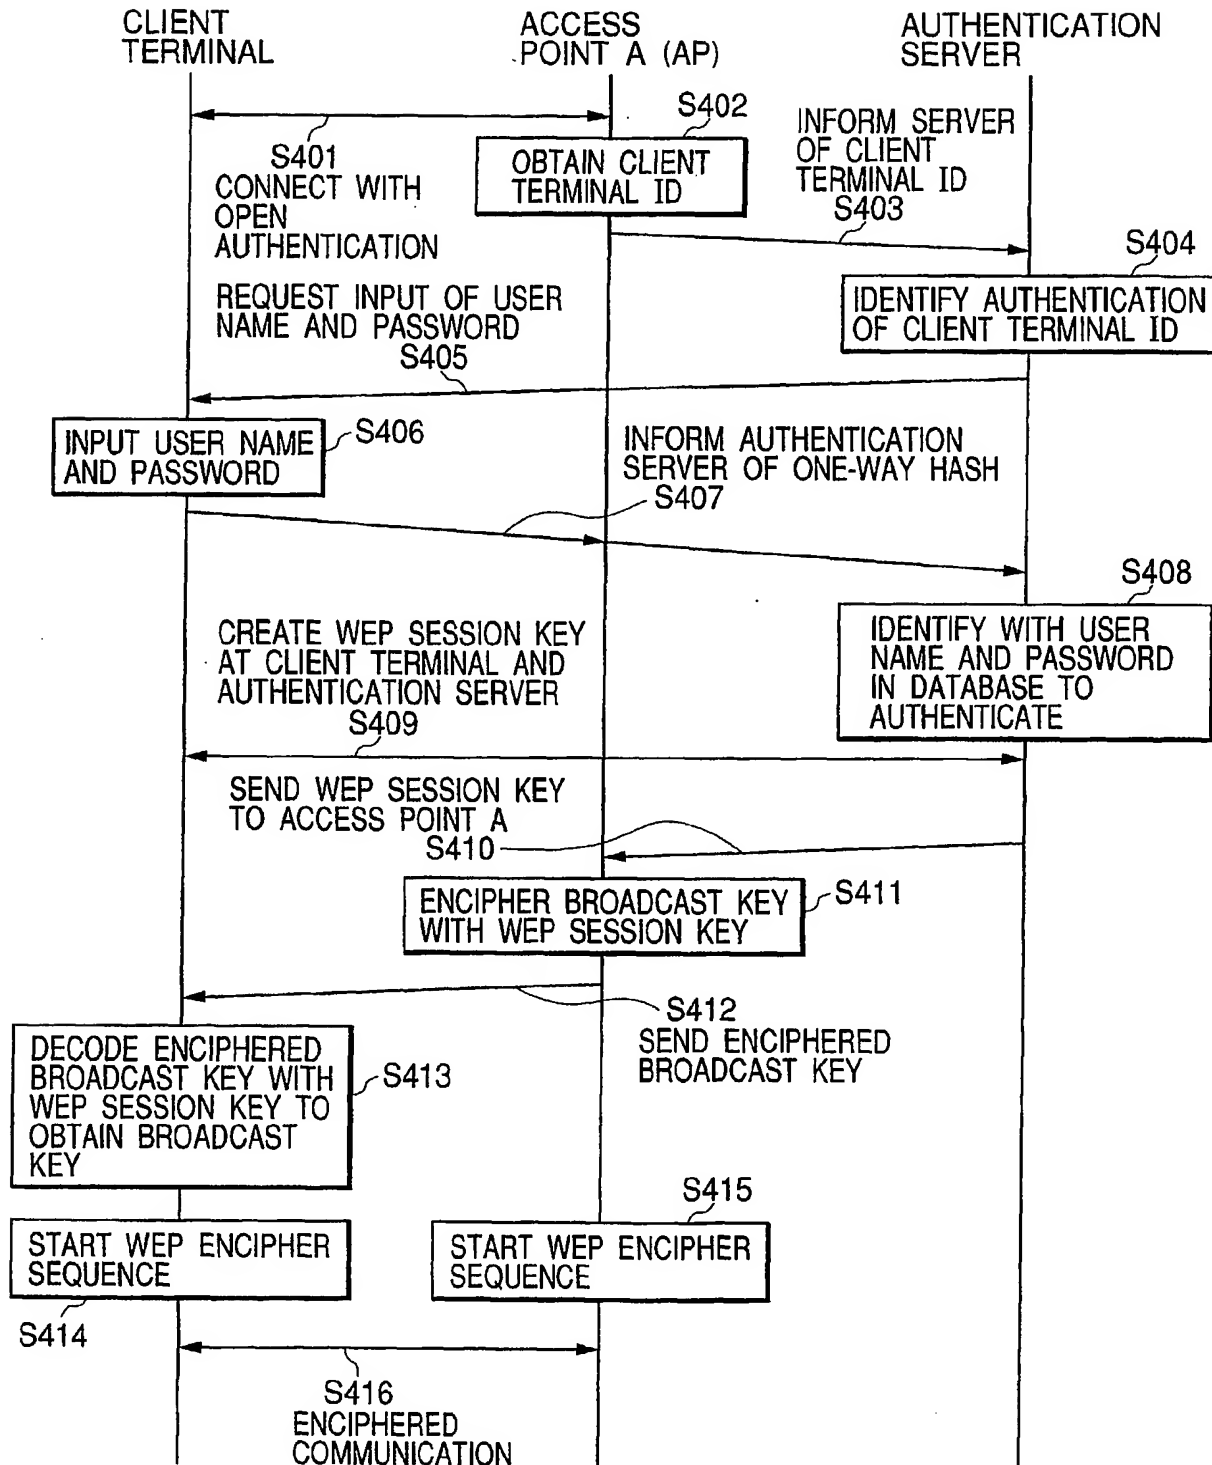 CLIENT
TERMINAL
ACCESS
POINT A (AP)
AUTHENTICATION
SERVER
S401
CONNECT WITH
OPEN
AUTHENTICATION
S402
OBTAIN CLIENT
TERMINAL ID
INFORM SERVER
OF CLIENT
TERMINAL ID
S403
S404
IDENTIFY AUTHENTICATION
OF CLIENT TERMINAL ID
REQUEST INPUT OF USER
NAME AND PASSWORD
S405
INPUT USER NAME
AND PASSWORD
S406
INFORM AUTHENTICATION
SERVER OF ONE-WAY HASH
S407
S408
IDENTIFY WITH USER
NAME AND PASSWORD
IN DATABASE TO
AUTHENTICATE
CREATE WEP SESSION KEY
AT CLIENT TERMINAL AND
AUTHENTICATION SERVER
S409
SEND WEP SESSION KEY
TO ACCESS POINT A
S410
ENCIPHER BROADCAST KEY
WITH WEP SESSION KEY
S411
S412
SEND ENCIPHERED
BROADCAST KEY
DECODE ENCIPHERED
BROADCAST KEY WITH
WEP SESSION KEY TO
OBTAIN BROADCAST
KEY
S413
START WEP ENCIPHER
SEQUENCE
S414
S415
START WEP ENCIPHER
SEQUENCE
S416
ENCIPHERED
COMMUNICATION